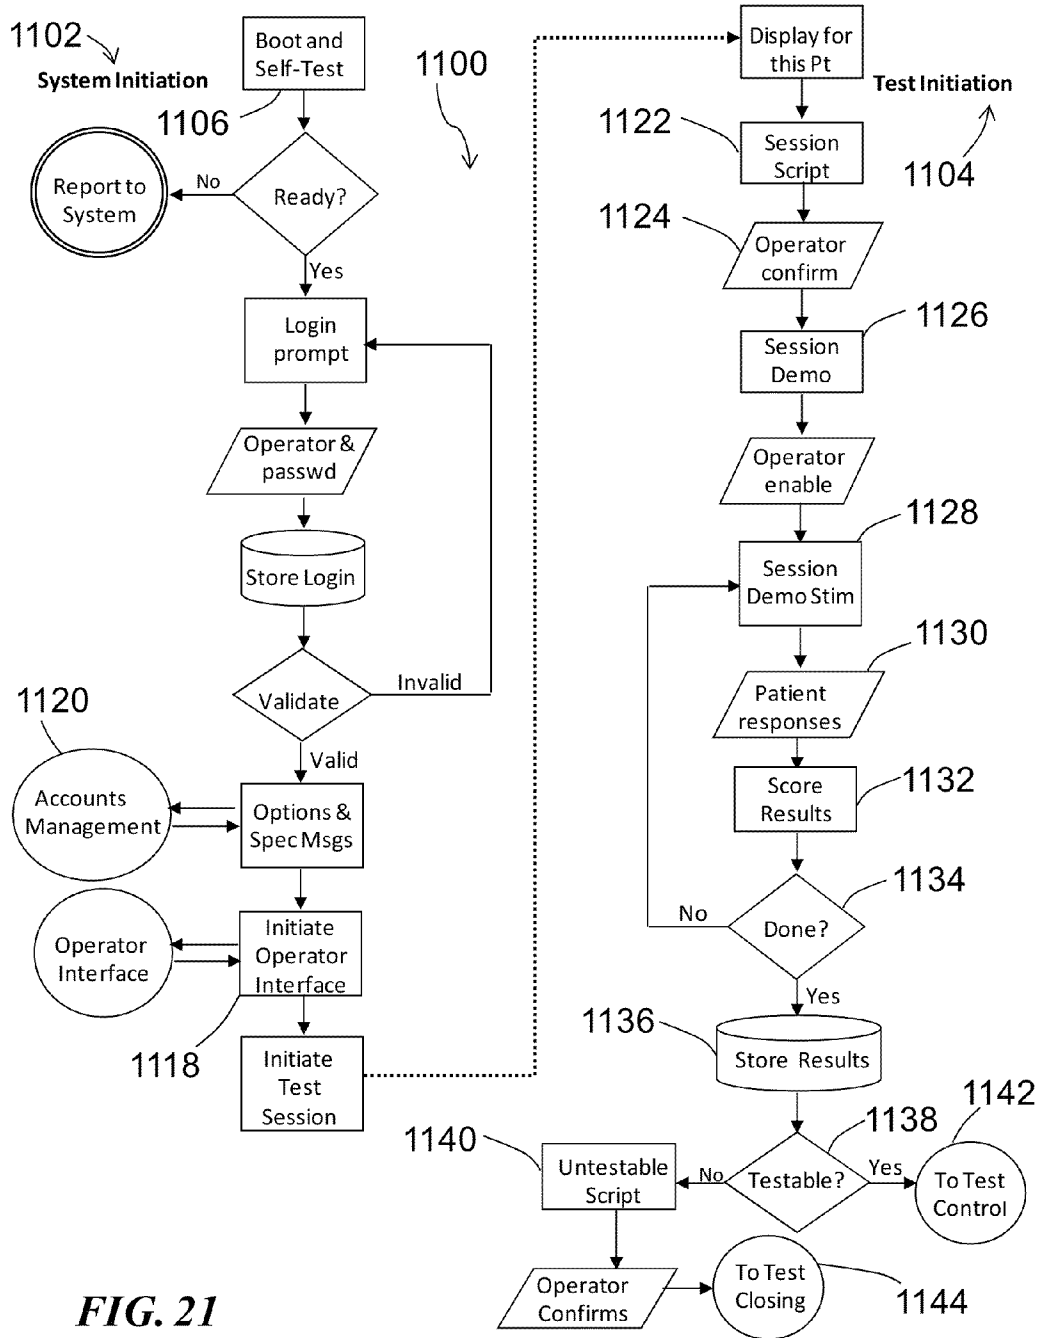 1102
System Initiation
Boot and
Self-Test
1106
1100
Ready?
No
Report to
System
Yes
Login
prompt
Operator &
passwd
Store Login
Validate
Invalid
Valid
1120
Accounts
Management
Options &
Spec Msgs
Operator
Interface
Initiate
Operator
Interface
1118
Initiate
Test
Session
Display for
this Pt
Test Initiation
1104
1122
Session
Script
1124
Operator
confirm
1126
Session
Demo
Operator
enable
1128
Session
Demo Stim
1130
Patient
responses
1132
Score
Results
1134
Done?
No
Yes
1136
Store Results
1138
Testable?
No
Yes
1142
To Test
Control
1140
Untestable
Script
Operator
Confirms
To Test
Closing
1144
FIG. 21